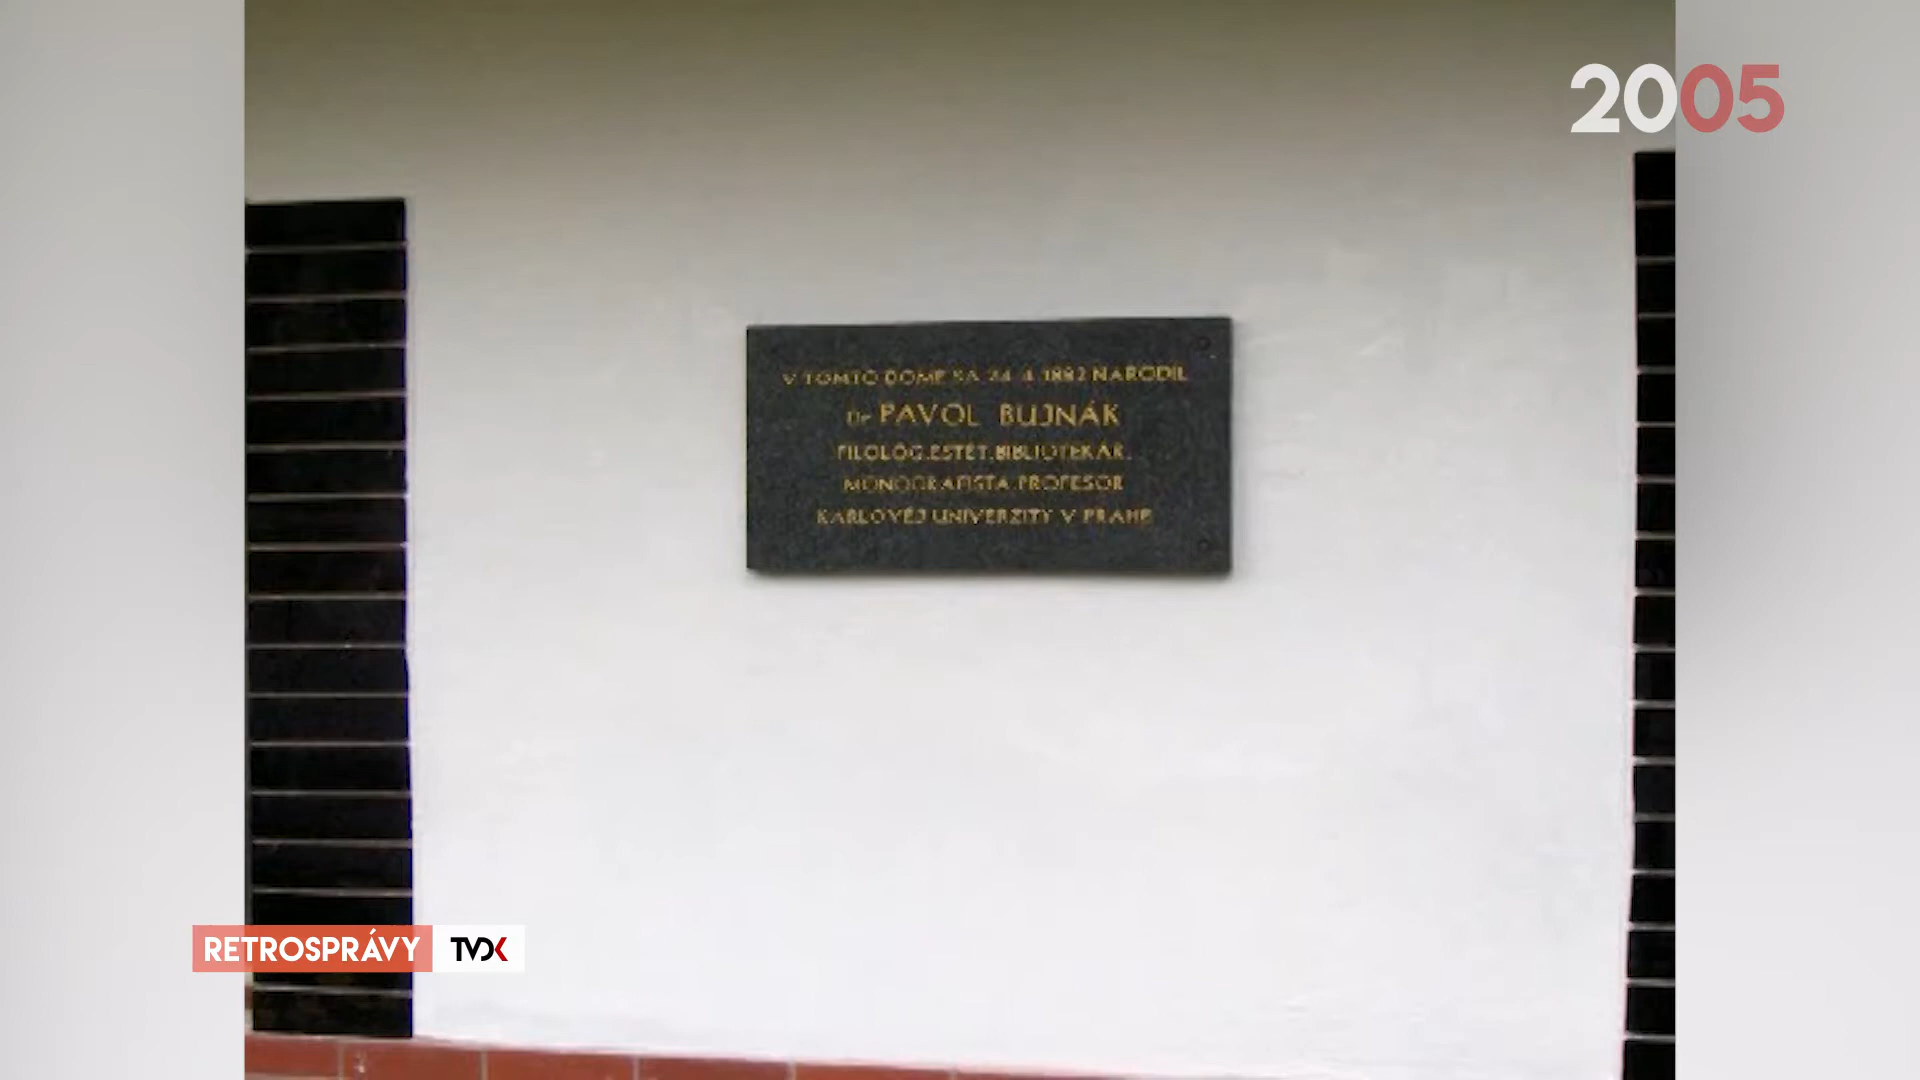 2005
V TOMTO DOME SA 24. 4. 1882 NARODIL
Dr PAVOL BUJNÁK
FILOLÓG, ESTÉT, BIBLIOTEKÁR,
MONOGRAFISTA, PROFESOR
KARLOVEJ UNIVERZITY V PRAHE
RETROSPRÁVY TVDK